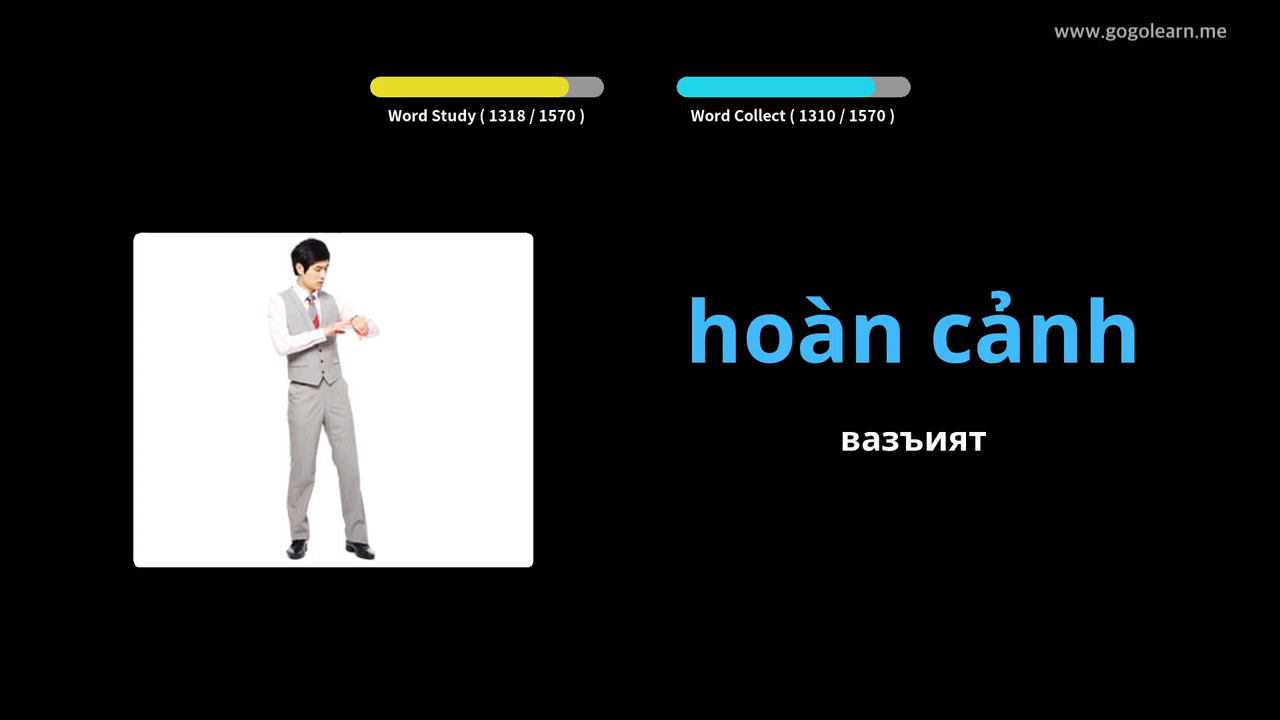 www.gogolearn.me
Word Study ( 1318 / 1570 )
Word Collect ( 1310 / 1570 )
hoàn cảnh
вазъият